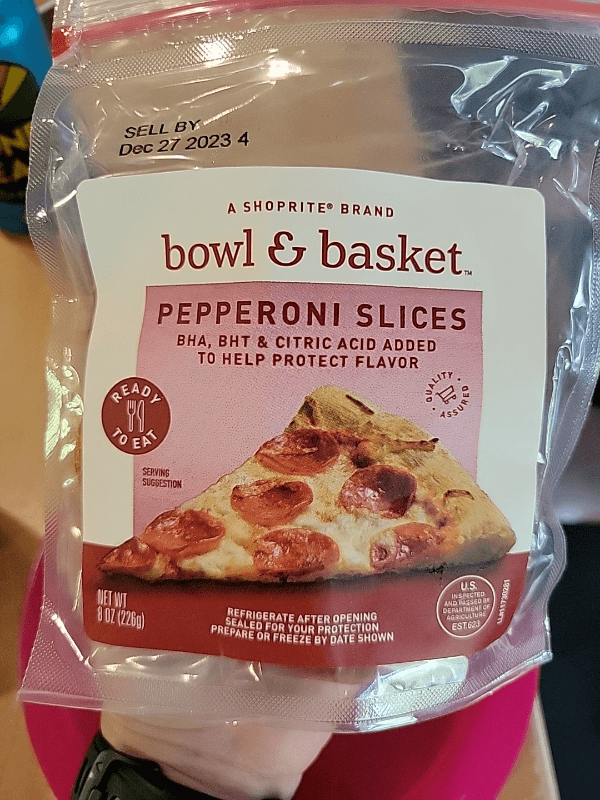 SELL BY
Dec 27 2023 4
A SHOPRITE® BRAND
bowl & basket™
PEPPERONI SLICES
BHA, BHT & CITRIC ACID ADDED
TO HELP PROTECT FLAVOR
READY
TO EAT
QUALITY
ASSURED
SERVING
SUGGESTION
NET WT
8 OZ (226g)
REFRIGERATE AFTER OPENING
SEALED FOR YOUR PROTECTION
PREPARE OR FREEZE BY DATE SHOWN
U.S.
INSPECTED
AND PASSED BY
DEPARTMENT OF
AGRICULTURE
EST.623